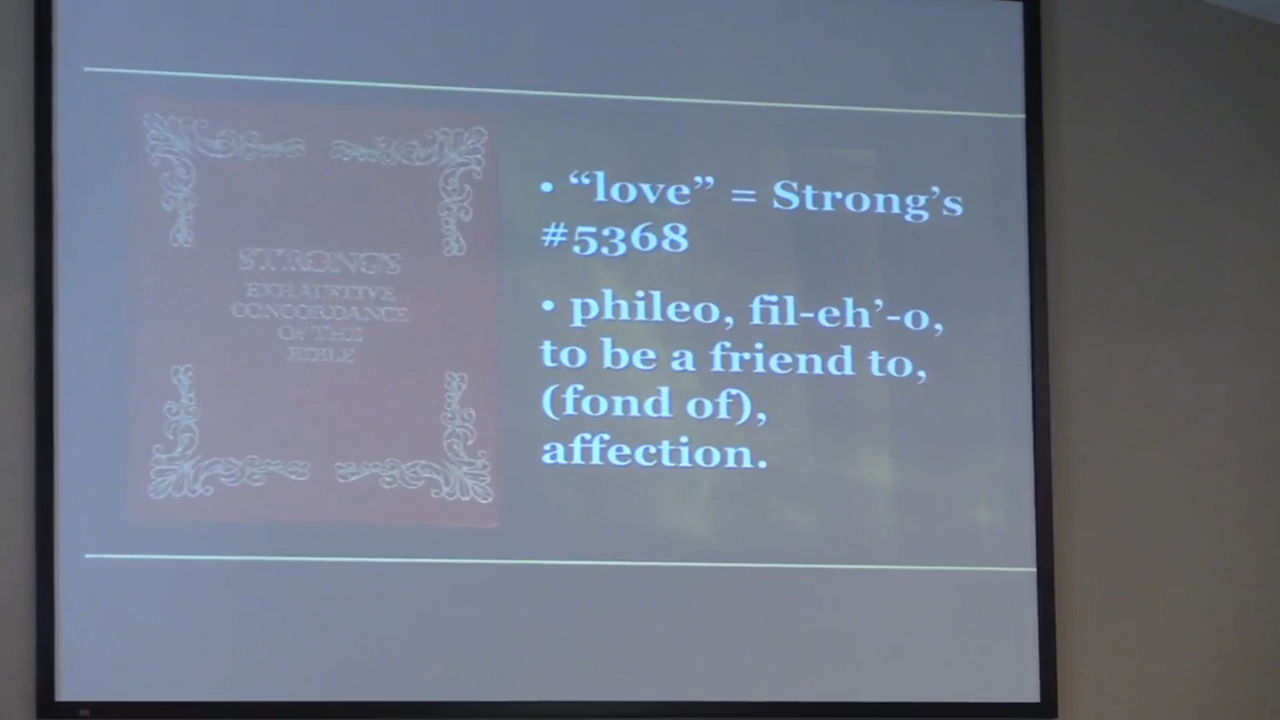 STRONG'S
EXHAUSTIVE
CONCORDANCE
OF THE
BIBLE
• “love” = Strong’s
#5368
• phileo, fil-eh’-o,
to be a friend to,
(fond of),
affection.